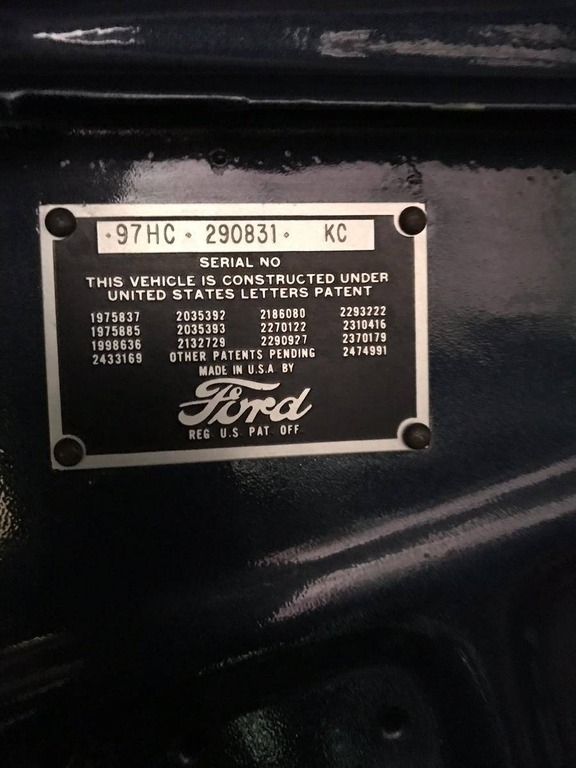 ·97HC · 290831· KC
SERIAL NO
THIS VEHICLE IS CONSTRUCTED UNDER
UNITED STATES LETTERS PATENT
1975837 2035392 2186080 2293222
1975885 2035393 2270122 2310416
1998636 2132729 2290927 2370179
2433169 OTHER PATENTS PENDING 2474991
MADE IN U.S.A. BY
Ford
REG. U.S. PAT. OFF.